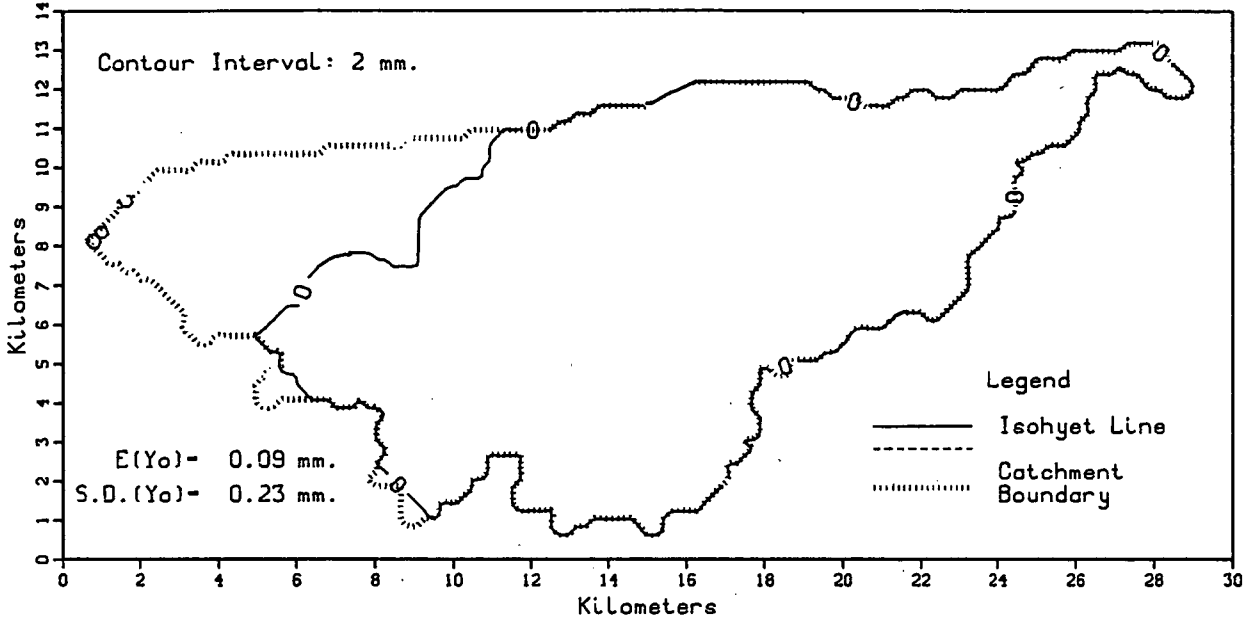 Contour Interval: 2 mm.
14
13
12
11
10
9
8
7
6
5
4
3
2
1
0
Kilometers
0
0
0
0
0
0
0
0
0
0
E(Yo)= 0.09 mm.
S.D.(Yo)= 0.23 mm.
Legend
Isohyet Line
Catchment
Boundary
0 2 4 6 8 10 12 14 16 18 20 22 24 26 28 30
Kilometers